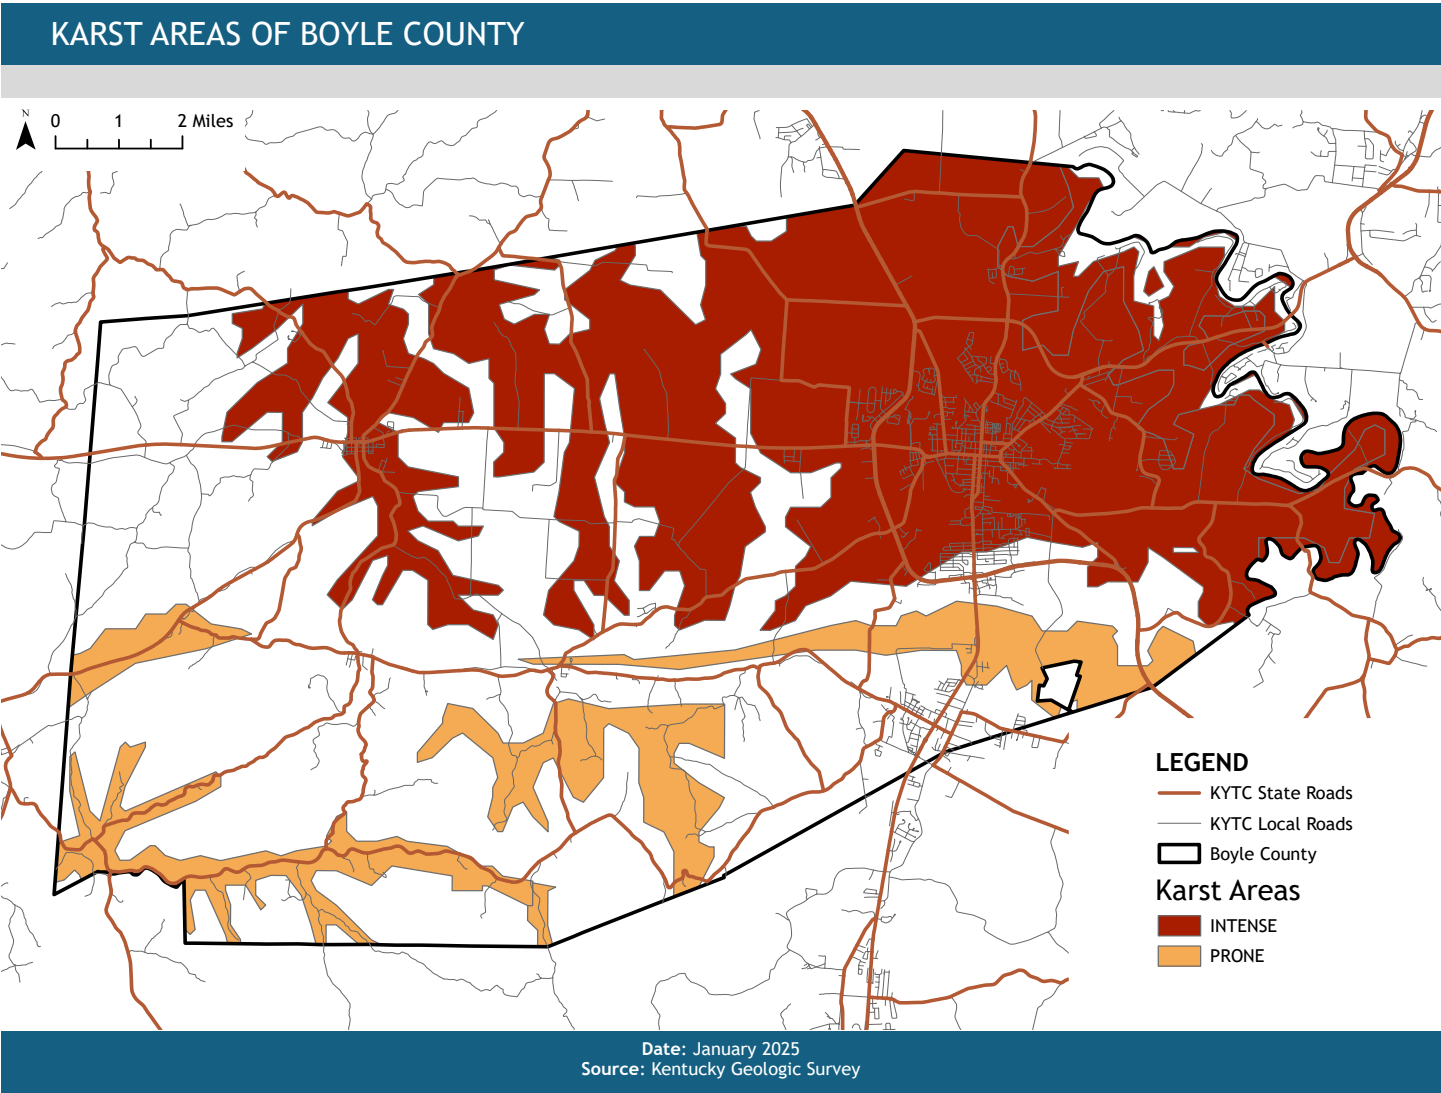 KARST AREAS OF BOYLE COUNTY
N
0 1 2 Miles
LEGEND
KYTC State Roads
KYTC Local Roads
Boyle County
Karst Areas
INTENSE
PRONE
Date: January 2025
Source: Kentucky Geologic Survey